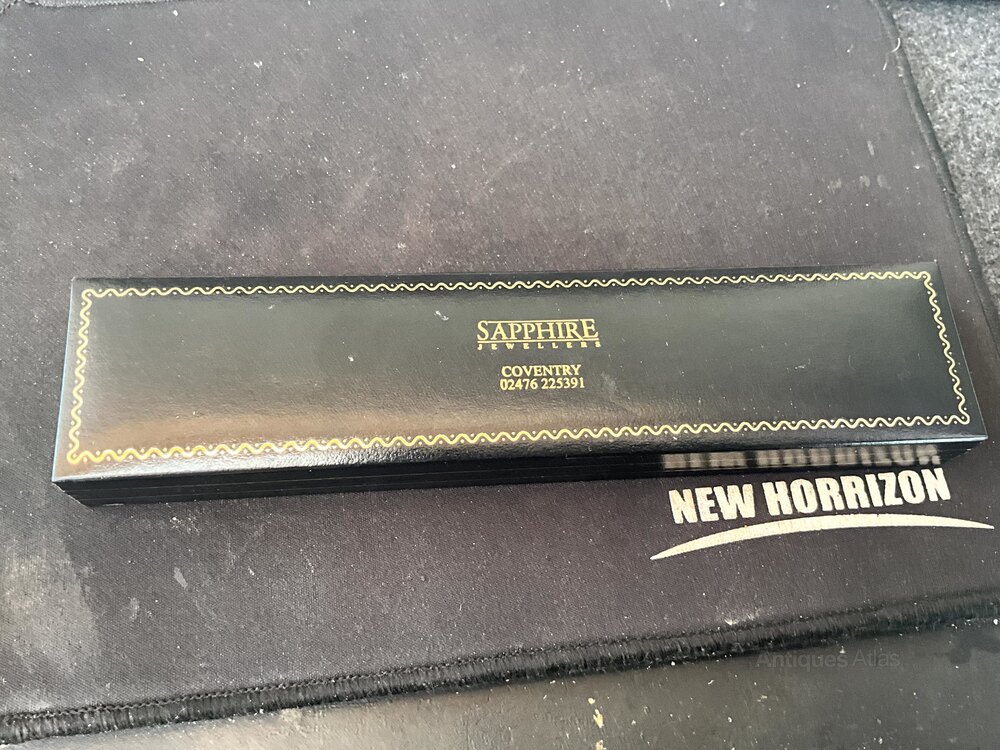 SAPPHIRE
JEWELLERS
COVENTRY
02476 225391
NEW HORRIZON
Antiques Atlas